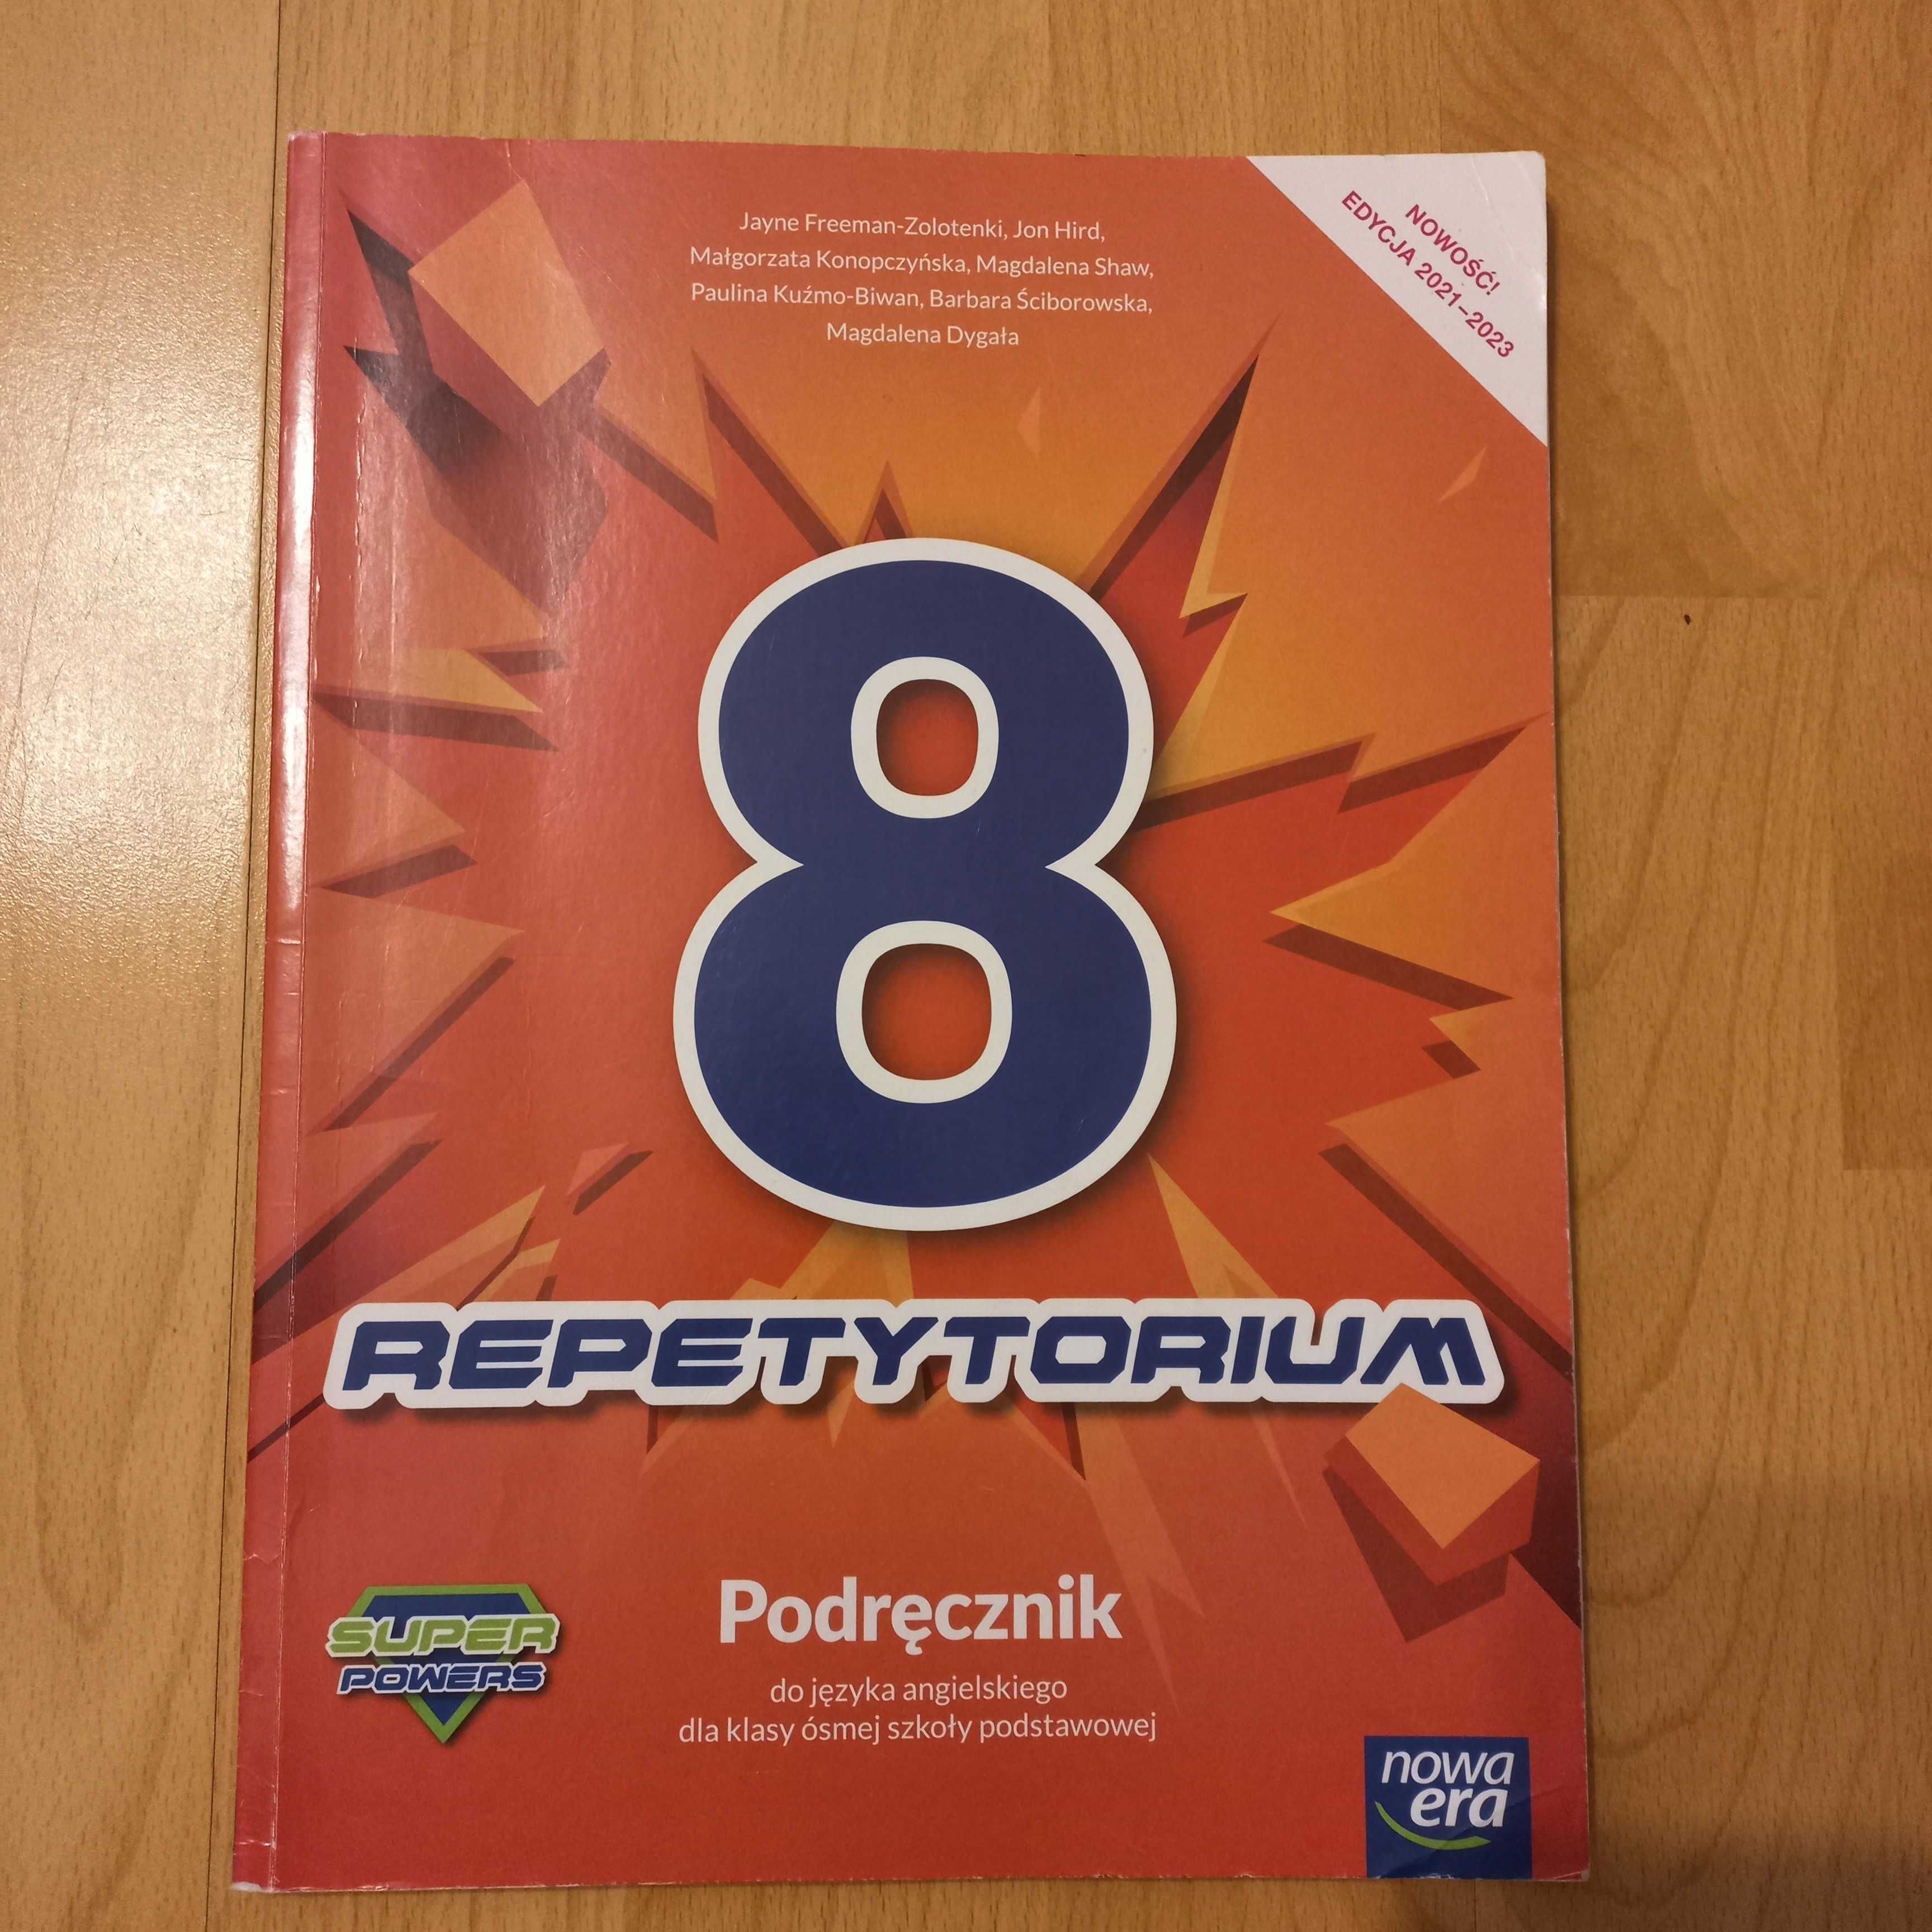 Jayne Freeman-Zolotenki, Jon Hird,
Małgorzata Konopczyńska, Magdalena Shaw,
Paulina Kuźmo-Biwan, Barbara Ściborowska,
Magdalena Dygała
NOWOŚĆ!
EDYCJA 2021–2023
8
REPETYTORIUM
SUPER
POWERS
Podręcznik
do języka angielskiego
dla klasy ósmej szkoły podstawowej
nowa
era